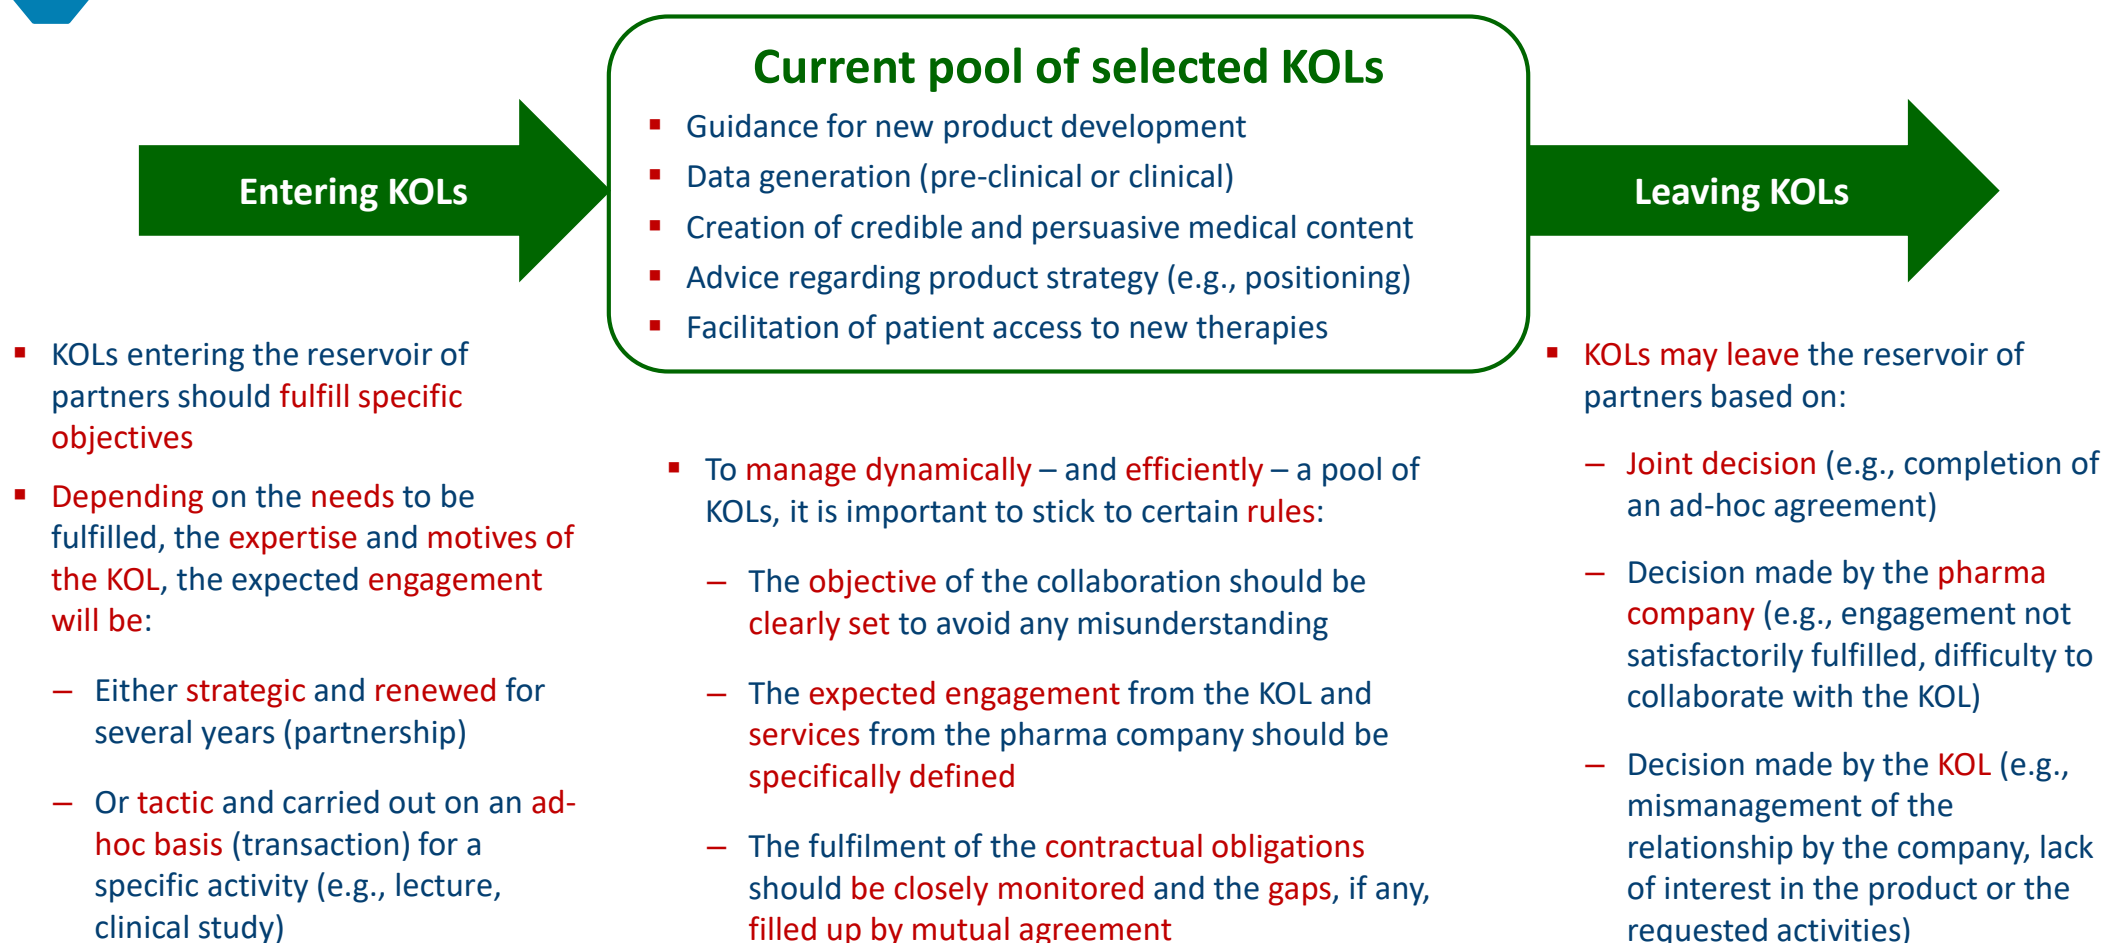 Current pool of selected KOLs
▪ Guidance for new product development
▪ Data generation (pre-clinical or clinical)
▪ Creation of credible and persuasive medical content
▪ Advice regarding product strategy (e.g., positioning)
▪ Facilitation of patient access to new therapies
Entering KOLs
▪ KOLs entering the reservoir of
partners should fulfill specific
objectives
▪ Depending on the needs to be
fulfilled, the expertise and motives of
the KOL, the expected engagement
will be:
– Either strategic and renewed for
several years (partnership)
– Or tactic and carried out on an ad-
hoc basis (transaction) for a
specific activity (e.g., lecture,
clinical study)
▪ To manage dynamically – and efficiently – a pool of
KOLs, it is important to stick to certain rules:
– The objective of the collaboration should be
clearly set to avoid any misunderstanding
– The expected engagement from the KOL and
services from the pharma company should be
specifically defined
– The fulfilment of the contractual obligations
should be closely monitored and the gaps, if any,
filled up by mutual agreement
Leaving KOLs
▪ KOLs may leave the reservoir of
partners based on:
– Joint decision (e.g., completion of
an ad-hoc agreement)
– Decision made by the pharma
company (e.g., engagement not
satisfactorily fulfilled, difficulty to
collaborate with the KOL)
– Decision made by the KOL (e.g.,
mismanagement of the
relationship by the company, lack
of interest in the product or the
requested activities)